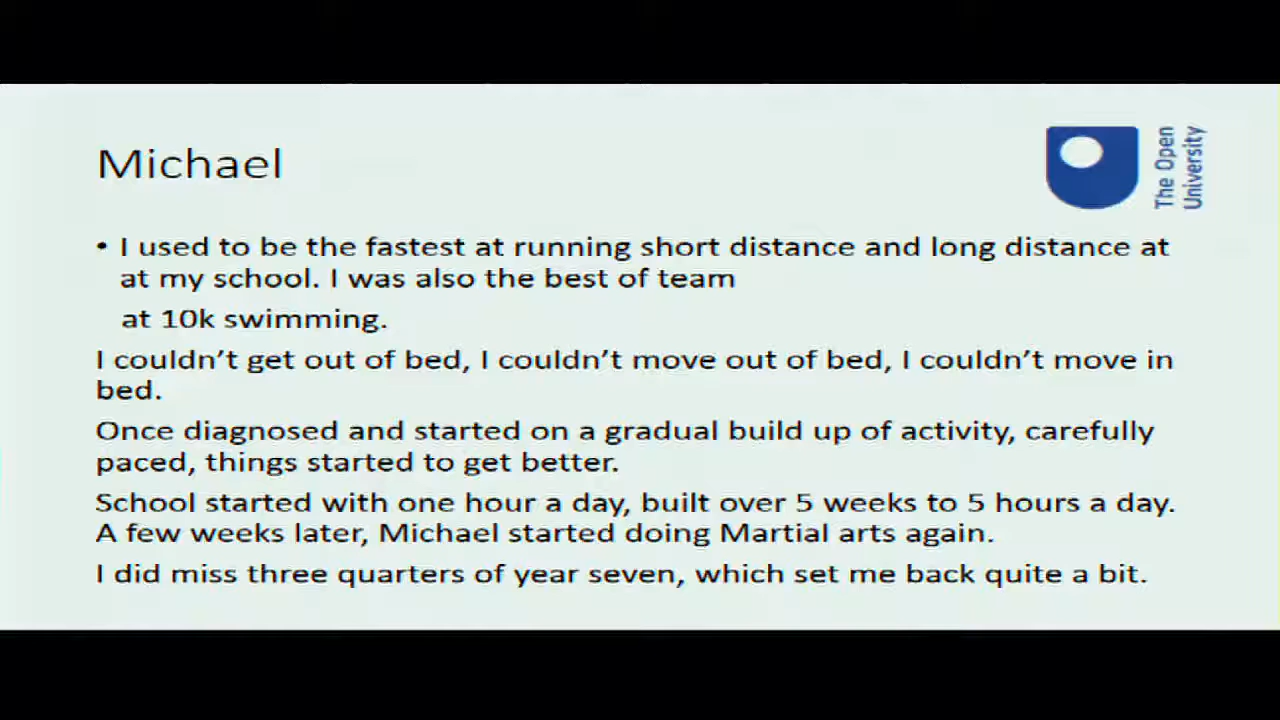 Michael
The Open
University
• I used to be the fastest at running short distance and long distance at
at my school. I was also the best of team
at 10k swimming.
I couldn’t get out of bed, I couldn’t move out of bed, I couldn’t move in
bed.
Once diagnosed and started on a gradual build up of activity, carefully
paced, things started to get better.
School started with one hour a day, built over 5 weeks to 5 hours a day.
A few weeks later, Michael started doing Martial arts again.
I did miss three quarters of year seven, which set me back quite a bit.